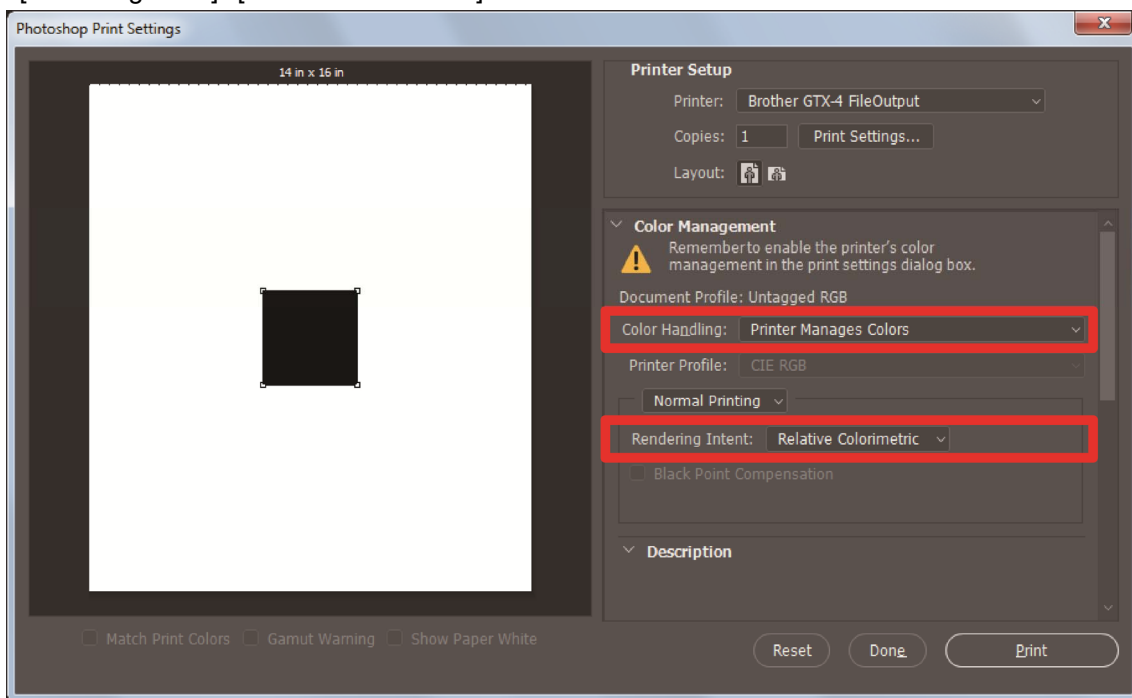 Photoshop Print Settings
14 in x 16 in
Printer Setup
Printer: Brother GTX-4 FileOutput
Copies: 1 Print Settings...
Layout:
Color Management
Rememberto enable the printer's color
management in the print settings dialog box.
Document Profile: Untagged RGB
Color Handling: Printer Manages Colors
Printer Profile: CIE RGB
Normal Printing
Rendering Intent: Relative Colorimetric
Black Point Compensation
Description
Match Print Colors Gamut Warning Show Paper White
Reset Done Print